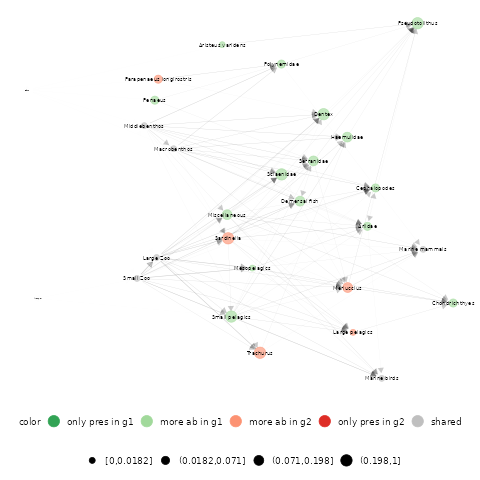 Pseudotolithus
Aristeus varidens
Polynemidae
Parapenaeus longirostris
Penaeus
Dentex
Middlebenthos
Haemulidae
Macrobenthos
Serranidae
Sciaenidae
Cephalopodes
Demersal fish
Miscellaneous
Ariidae
Sardinella
Marine mammals
Large Zoo
Mesopelagics
Small Zoo
Merluccius
Chondrichthyes
Small pelagics
Large pelagics
Trachurus
Marine birds
color only pres in g1 more ab in g1 more ab in g2 only pres in g2 shared
[0,0.0182] (0.0182,0.071] (0.071,0.198] (0.198,1]